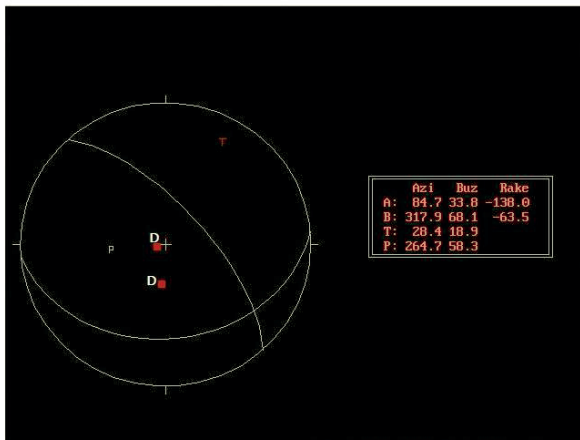 T
D
P
D
Azi Buz Rake
A: 84.7 33.8 -138.0
B: 317.9 68.1 -63.5
T: 28.4 18.9
P: 264.7 58.3